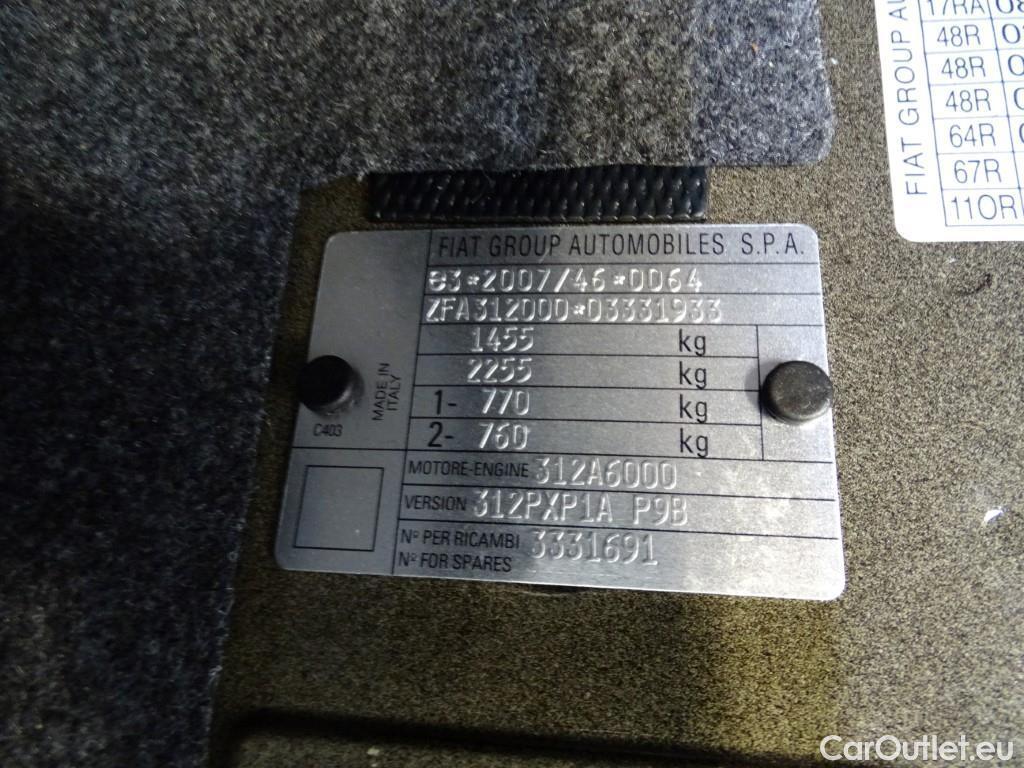 FIAT GROUP AUTOMOBILES S.P.A.
e3*2007/46*0064
ZFA312000*03331933
1455 kg
2255 kg
1- 770 kg
2- 760 kg
MADE IN
ITALY
C403
MOTORE-ENGINE 312A6000
VERSION 312PXP1A P9B
Nº PER RICAMBI 3331691
Nº FOR SPARES
FIAT GROUP
17RA
48R
48R
48R
64R
67R
110R
CarOutlet.eu